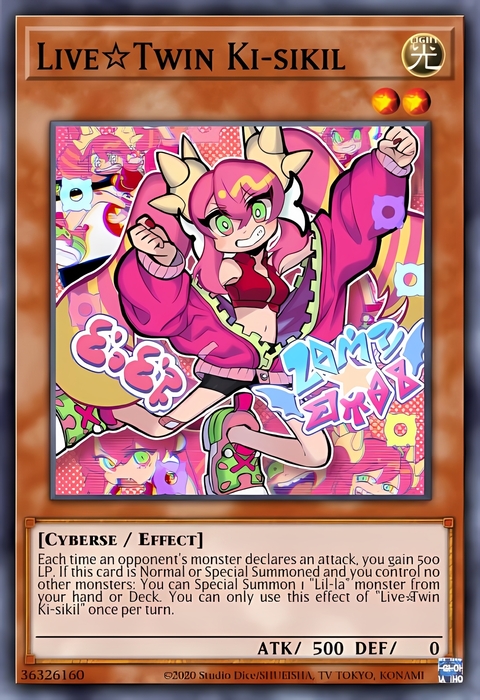 LIVE☆TWIN KI-SIKIL
LIGHT
光
[CYBERSE / EFFECT]
Each time an opponent's monster declares an attack, you gain 500
LP. If this card is Normal or Special Summoned and you control no
other monsters: You can Special Summon 1 "Lil-la" monster from
your hand or Deck. You can only use this effect of "Live☆Twin
Ki-sikil" once per turn.
ATK/ 500 DEF/ 0
36326160
©2020 Studio Dice/SHUEISHA, TV TOKYO, KONAMI